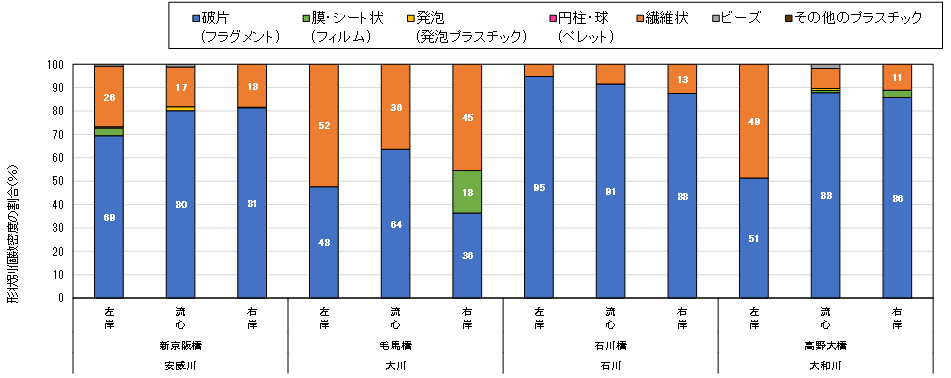 破片 膜・シート状 発泡 円柱・球 繊維状 ビーズ その他のプラスチック
(フラグメント) (フィルム) (発泡プラスチック) (ペレット)
形状別個数密度の割合(%)
100
90
80
70
60
50
40
30
20
10
0
26 17 18 52 36 45 13 49 11
18
69 80 81 48 64 36 95 91 88 51 88 86
左岸 流心 右岸 左岸 流心 右岸 左岸 流心 右岸 左岸 流心 右岸
新京阪橋 毛馬橋 石川橋 高野大橋
安威川 大川 石川 大和川